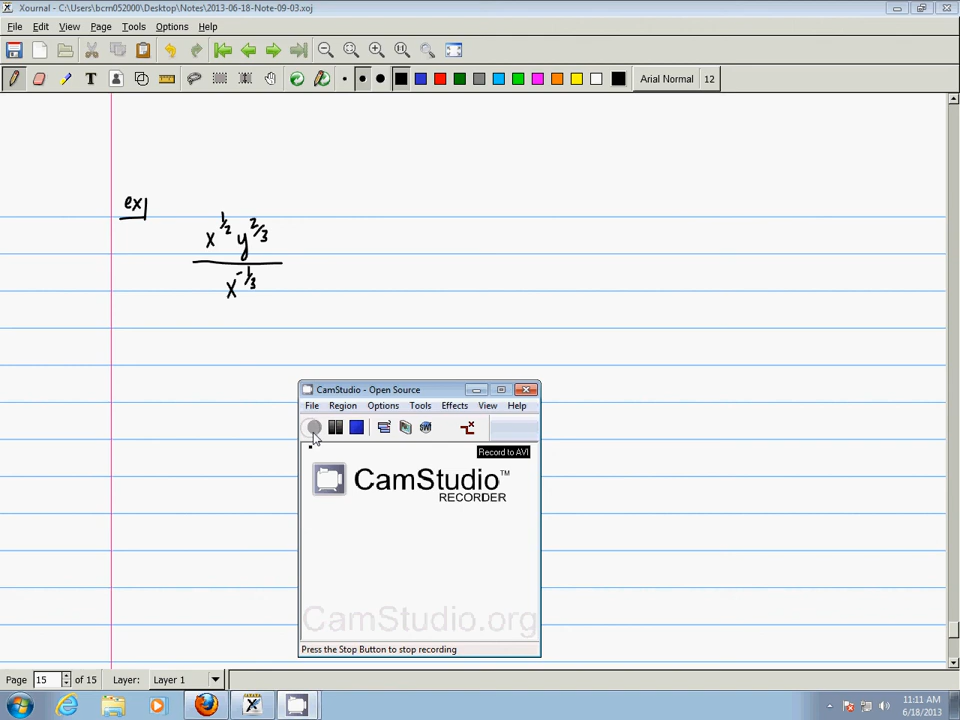 Xournal - C:\Users\bcm052000\Desktop\Notes\2013-06-18-Note-09-03.xoj
File Edit View Page Tools Options Help
T Arial Normal 12
ex
x^1/2 y^2/3
x^-1/3
CamStudio - Open Source
File Region Options Tools Effects View Help
Record to AVI
CamStudio™
RECORDER
CamStudio.org
Press the Stop Button to stop recording
Page 15 of 15 Layer: Layer 1
11:11 AM
6/18/2013